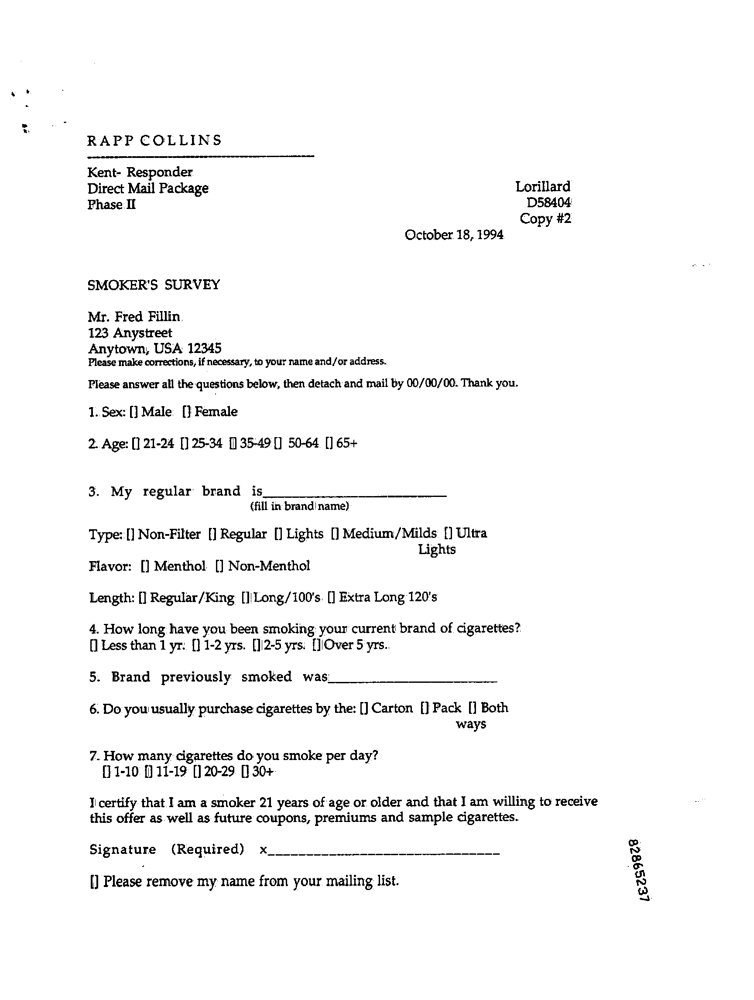 RAPP COLLINS
Kent- Responder
Direct Mail Package
Phase II
Lorillard
D58404
Copy #2
October 18, 1994
SMOKER'S SURVEY
Mr. Fred Fillin
123 Anystreet
Anytown, USA 12345
Please make corrections, if necessary, to your name and/or address.
Please answer all the questions below, then detach and mail by 00/00/00. Thank you.
1. Sex: [] Male [] Female
2. Age: [] 21-24 [] 25-34 [] 35-49 [] 50-64 [] 65+
3. My regular brand is_______________________
(fill in brand name)
Type: [] Non-Filter [] Regular [] Lights [] Medium/Milds [] Ultra
Lights
Flavor: [] Menthol [] Non-Menthol
Length: [] Regular/King [] Long/100's [] Extra Long 120's
4. How long have you been smoking your current brand of cigarettes?
[] Less than 1 yr. [] 1-2 yrs. [] 2-5 yrs. [] Over 5 yrs.
5. Brand previously smoked was_____________________
6. Do you usually purchase cigarettes by the: [] Carton [] Pack [] Both
ways
7. How many cigarettes do you smoke per day?
[] 1-10 [] 11-19 [] 20-29 [] 30+
I certify that I am a smoker 21 years of age or older and that I am willing to receive
this offer as well as future coupons, premiums and sample cigarettes.
Signature (Required) x_____________________________
[] Please remove my name from your mailing list.
82865237